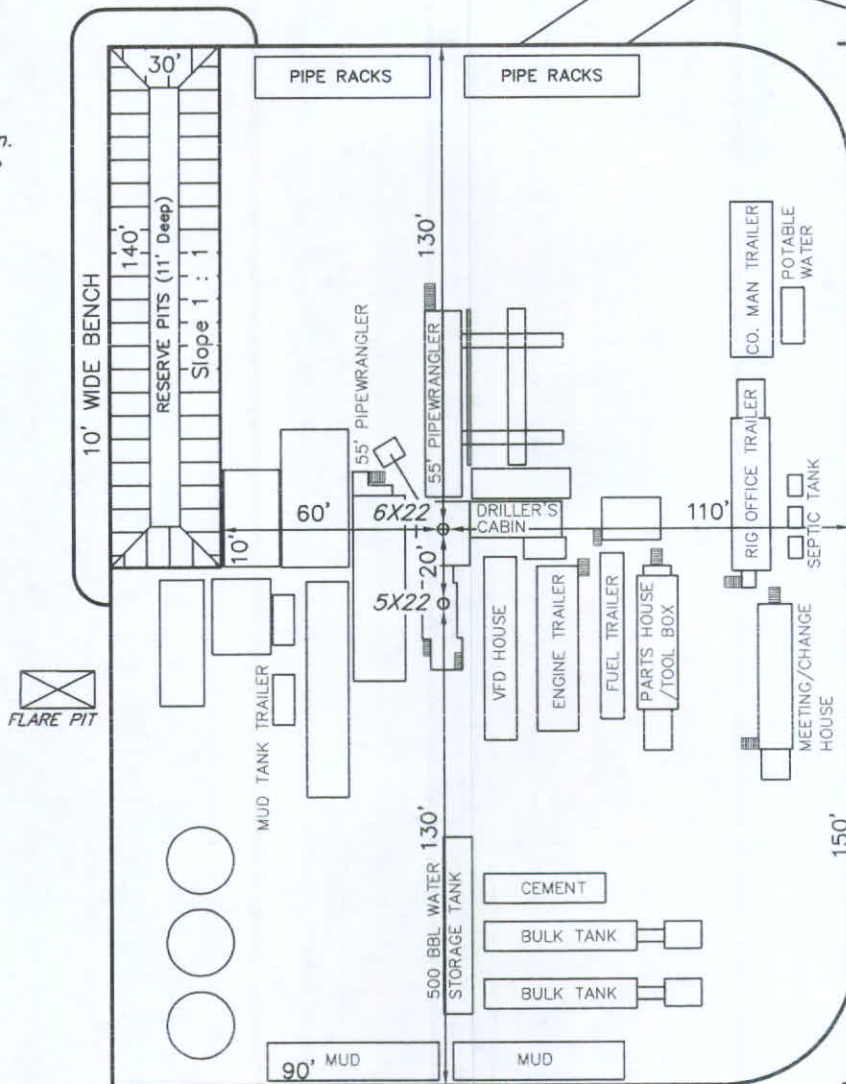 30'
PIPE RACKS
PIPE RACKS
10' WIDE BENCH
140'
RESERVE PITS (11' Deep)
Slope 1 : 1
130'
CO. MAN TRAILER
POTABLE
WATER
55' PIPEWRANGLER
55' PIPEWRANGLER
10'
60'
6X22
DRILLER'S
CABIN
110'
RIG OFFICE TRAILER
SEPTIC TANK
20'
5X22
FLARE PIT
MUD TANK TRAILER
VFD HOUSE
ENGINE TRAILER
FUEL TRAILER
PARTS HOUSE
/TOOL BOX
MEETING/CHANGE
HOUSE
130'
150'
500 BBL WATER
STORAGE TANK
CEMENT
BULK TANK
BULK TANK
90'
MUD
MUD